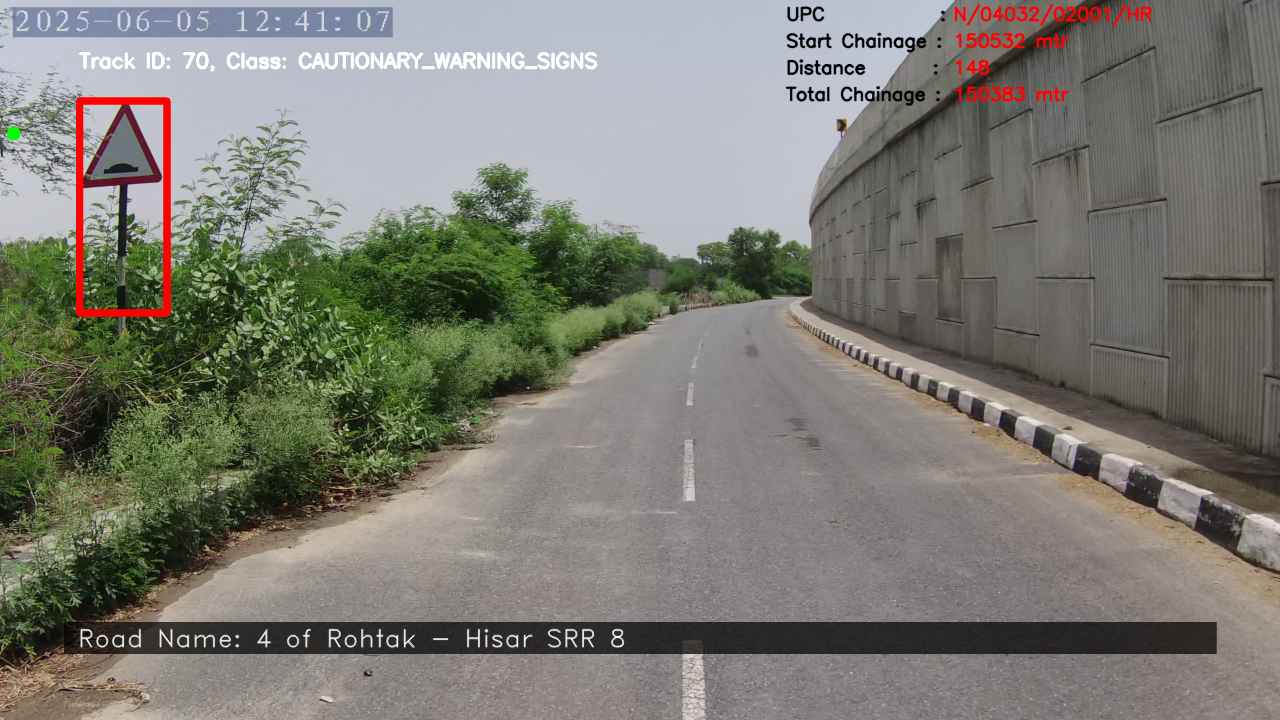 2025-06-05 12:41:07
Track ID: 70, Class: CAUTIONARY_WARNING_SIGNS
UPC : N/04032/02001/HR
Start Chainage : 150532 mtr
Distance : 148
Total Chainage : 150383 mtr
Road Name: 4 of Rohtak - Hisar SRR 8